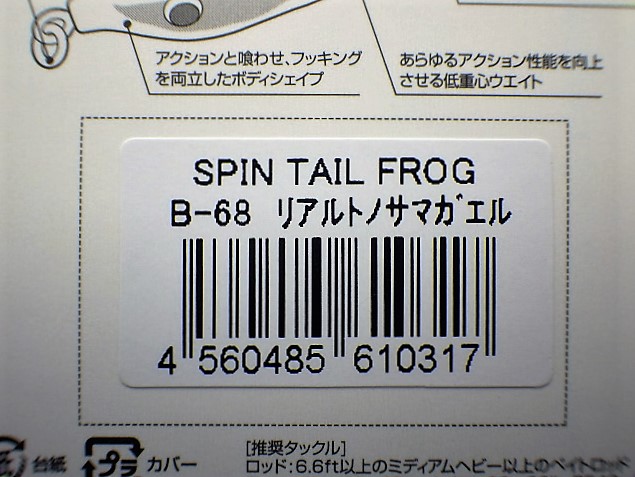 アクションと喰わせ、フッキング
を両立したボディシェイプ
あらゆるアクション性能を向上
させる低重心ウエイト
SPIN TAIL FROG
B-68 リアルトノサマガエル
4 560485 610317
台紙
プラ カバー
[推奨タックル]
ロッド:6.6ft以上のミディアムヘビー以上のベイトロッド